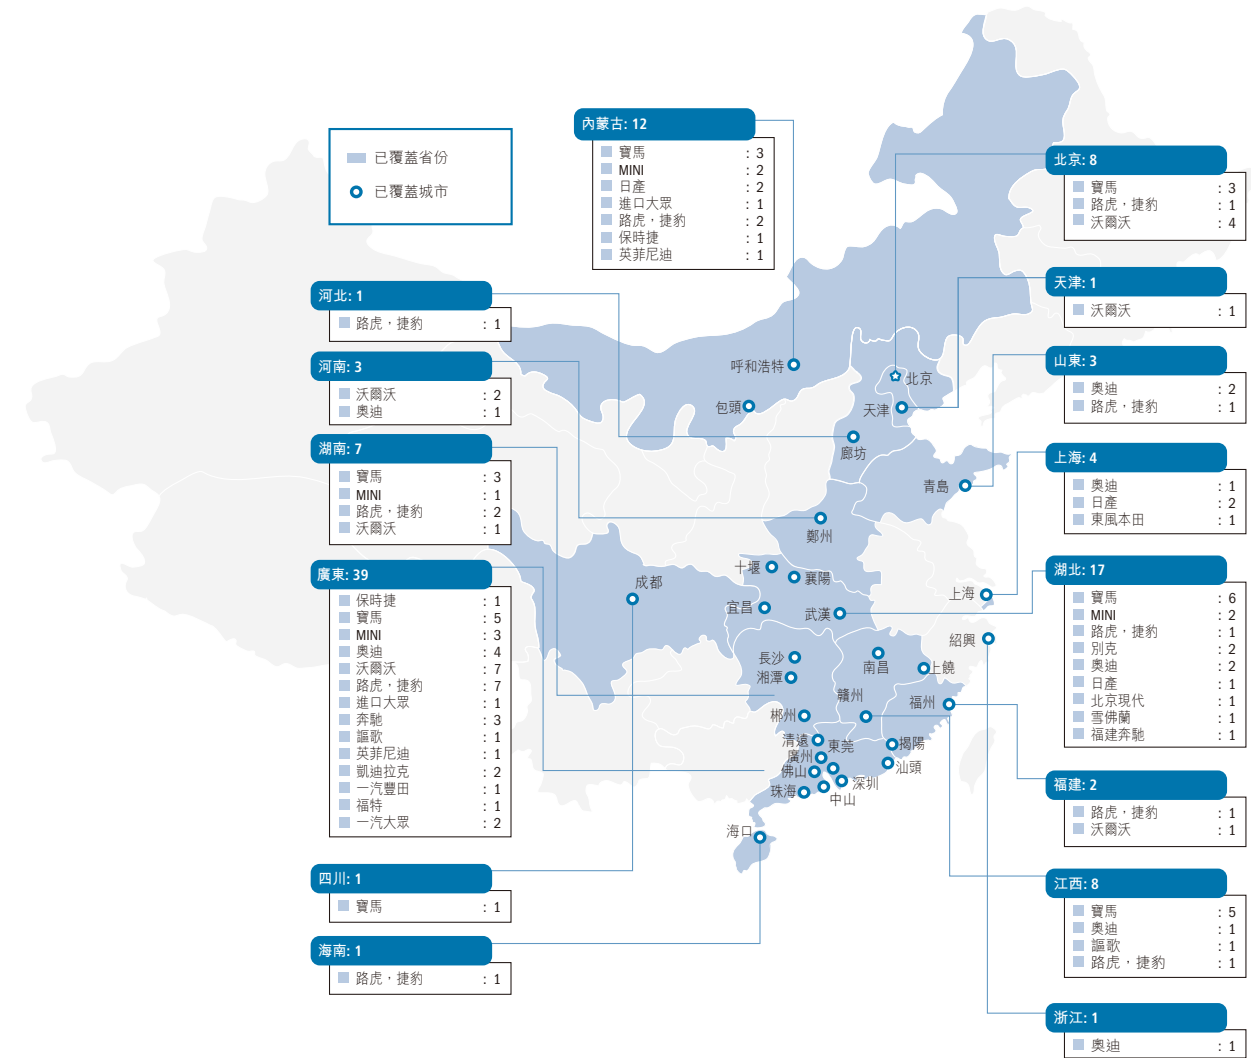 已覆蓋省份
已覆蓋城市
內蒙古: 12
寶馬 : 3
MINI : 2
日產 : 2
進口大眾 : 1
路虎，捷豹 : 2
保時捷 : 1
英菲尼迪 : 1
河北: 1
路虎，捷豹 : 1
河南: 3
沃爾沃 : 2
奧迪 : 1
湖南: 7
寶馬 : 3
MINI : 1
路虎，捷豹 : 2
沃爾沃 : 1
廣東: 39
保時捷 : 1
寶馬 : 5
MINI : 3
奧迪 : 4
沃爾沃 : 7
路虎，捷豹 : 7
進口大眾 : 1
奔馳 : 3
謳歌 : 1
英菲尼迪 : 1
凱迪拉克 : 2
一汽豐田 : 1
福特 : 1
一汽大眾 : 2
四川: 1
寶馬 : 1
海南: 1
路虎，捷豹 : 1
呼和浩特
包頭
北京
天津
廊坊
青島
鄭州
成都
十堰
襄陽
宜昌
武漢
上海
紹興
長沙
湘潭
南昌
上饒
贛州
福州
郴州
清遠
東莞
廣州
揭陽
佛山
汕頭
珠海
深圳
中山
海口
北京: 8
寶馬 : 3
路虎，捷豹 : 1
沃爾沃 : 4
天津: 1
沃爾沃 : 1
山東: 3
奧迪 : 2
路虎，捷豹 : 1
上海: 4
奧迪 : 1
日產 : 2
東風本田 : 1
湖北: 17
寶馬 : 6
MINI : 2
路虎，捷豹 : 1
別克 : 2
奧迪 : 2
日產 : 1
北京現代 : 1
雪佛蘭 : 1
福建奔馳 : 1
福建: 2
路虎，捷豹 : 1
沃爾沃 : 1
江西: 8
寶馬 : 5
奧迪 : 1
謳歌 : 1
路虎，捷豹 : 1
浙江: 1
奧迪 : 1